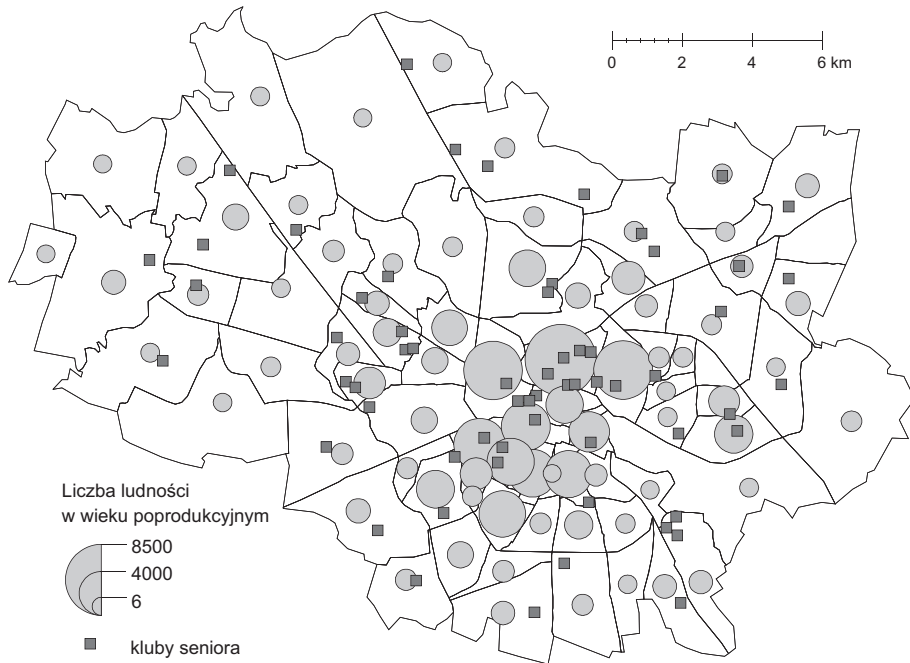 0 2 4 6 km
Liczba ludności
w wieku poprodukcyjnym
8500
4000
6
kluby seniora